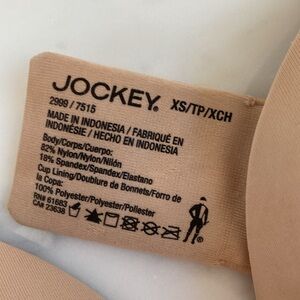 JOCKEY® XS/TP/XCH
2999 / 7515
MADE IN INDONESIA / FABRIQUÉ EN
INDONÉSIE / HECHO EN INDONESIA
Body/Corps/Cuerpo:
82% Nylon/Nylon/Nilón
18% Spandex/Spandex/Elastano
Cup Lining/Doublure de Bonnets/Forro de
la Copa:
100% Polyester/Polyester/Poliester
RN# 61683
CA# 23638